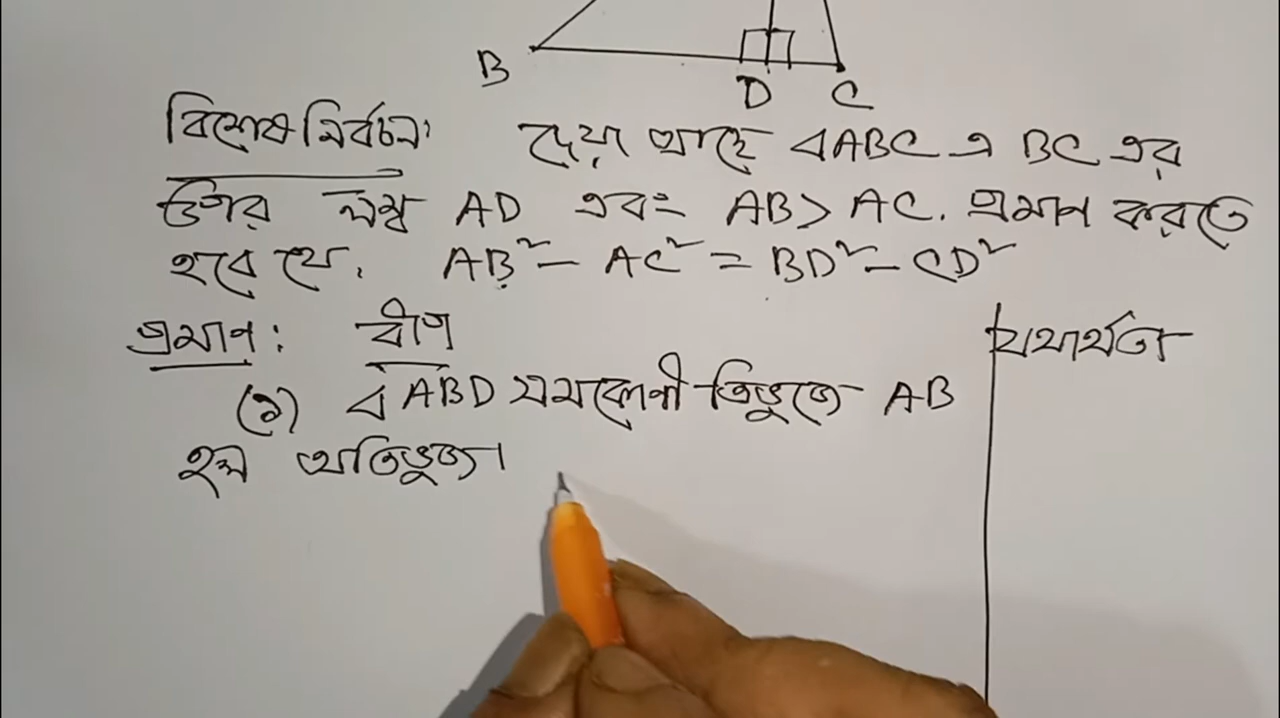 B D C
বিশেষ নির্বচন: দেয়া আছে ∆ABC এ BC এর
উপর লম্ব AD এবং AB > AC. প্রমাণ করতে
হবে যে, AB² - AC² = BD² - CD²
প্রমাণ: ধাপ যথার্থতা
(১) ∆ABD সমকোণী ত্রিভুজে AB
হল অতিভুজ।